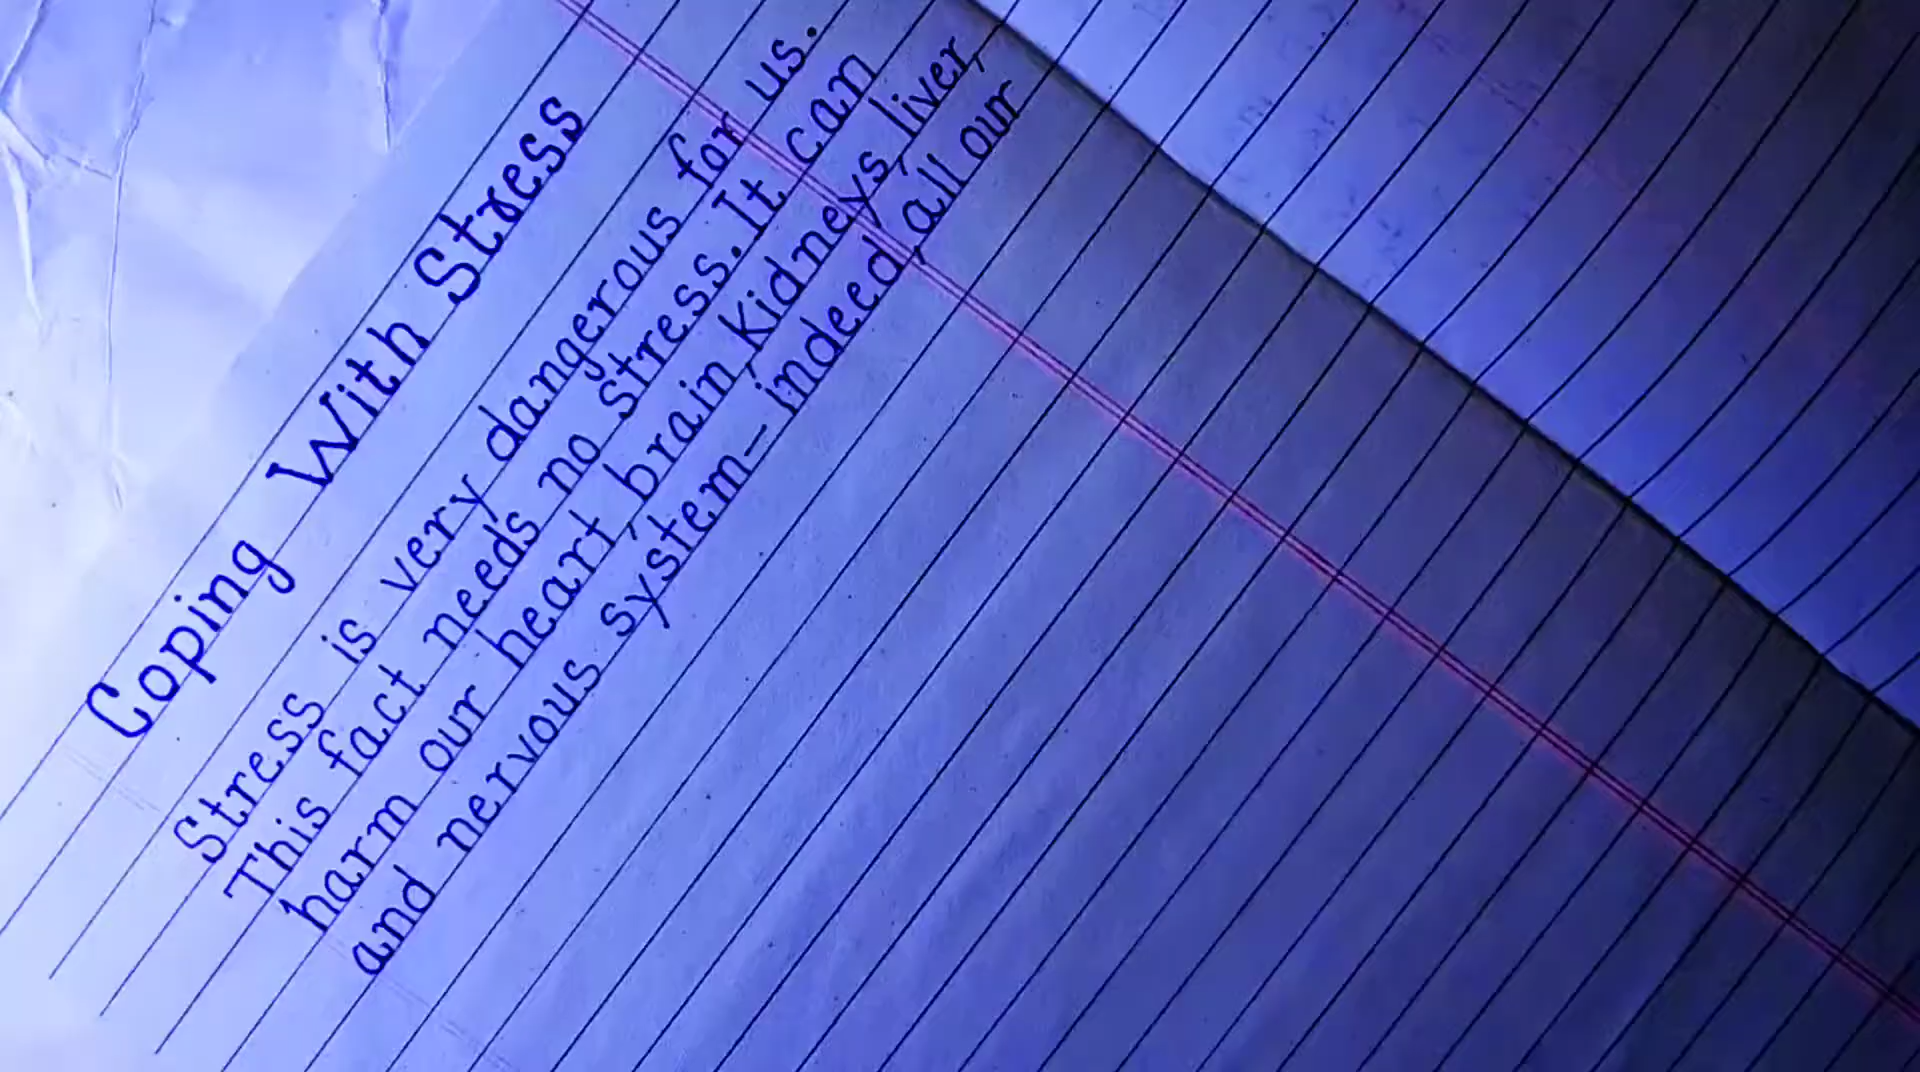 Coping With Stress
Stress is very dangerous for us.
This fact needs no stress. It can
harm our heart, brain, kidneys, liver,
and nervous system- indeed, all our